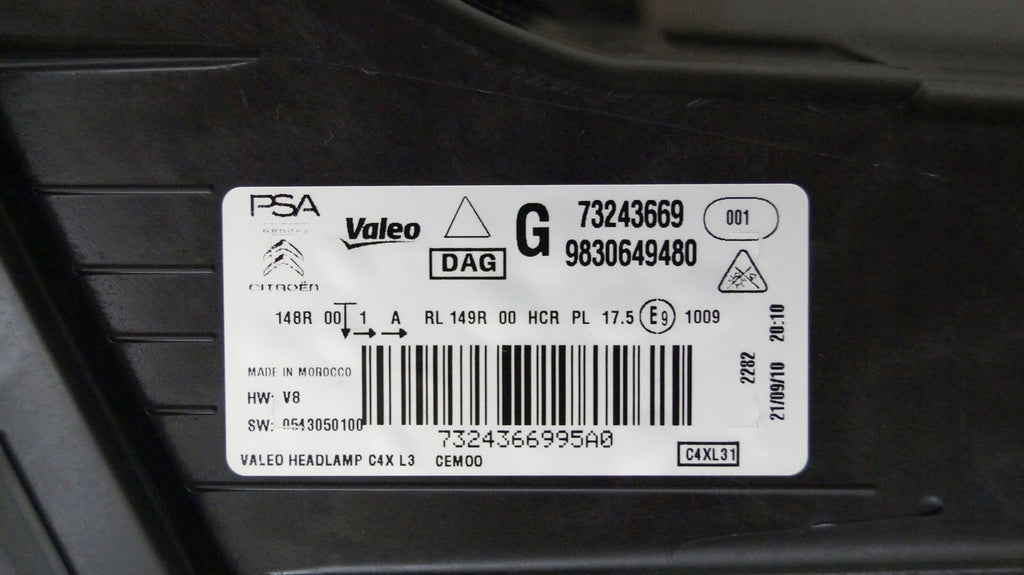 PSA
GROUPE
CITROËN
Valeo
DAG
G
73243669
9830649480
001
148R 00 1 A RL 149R 00 HCR PL 17.5 E9 1009
MADE IN MOROCCO
HW: V8
SW: 0543050100
7324366995A0
VALEO HEADLAMP C4X L3 CEM00
C4XL31
2282
21/09/10 20:10